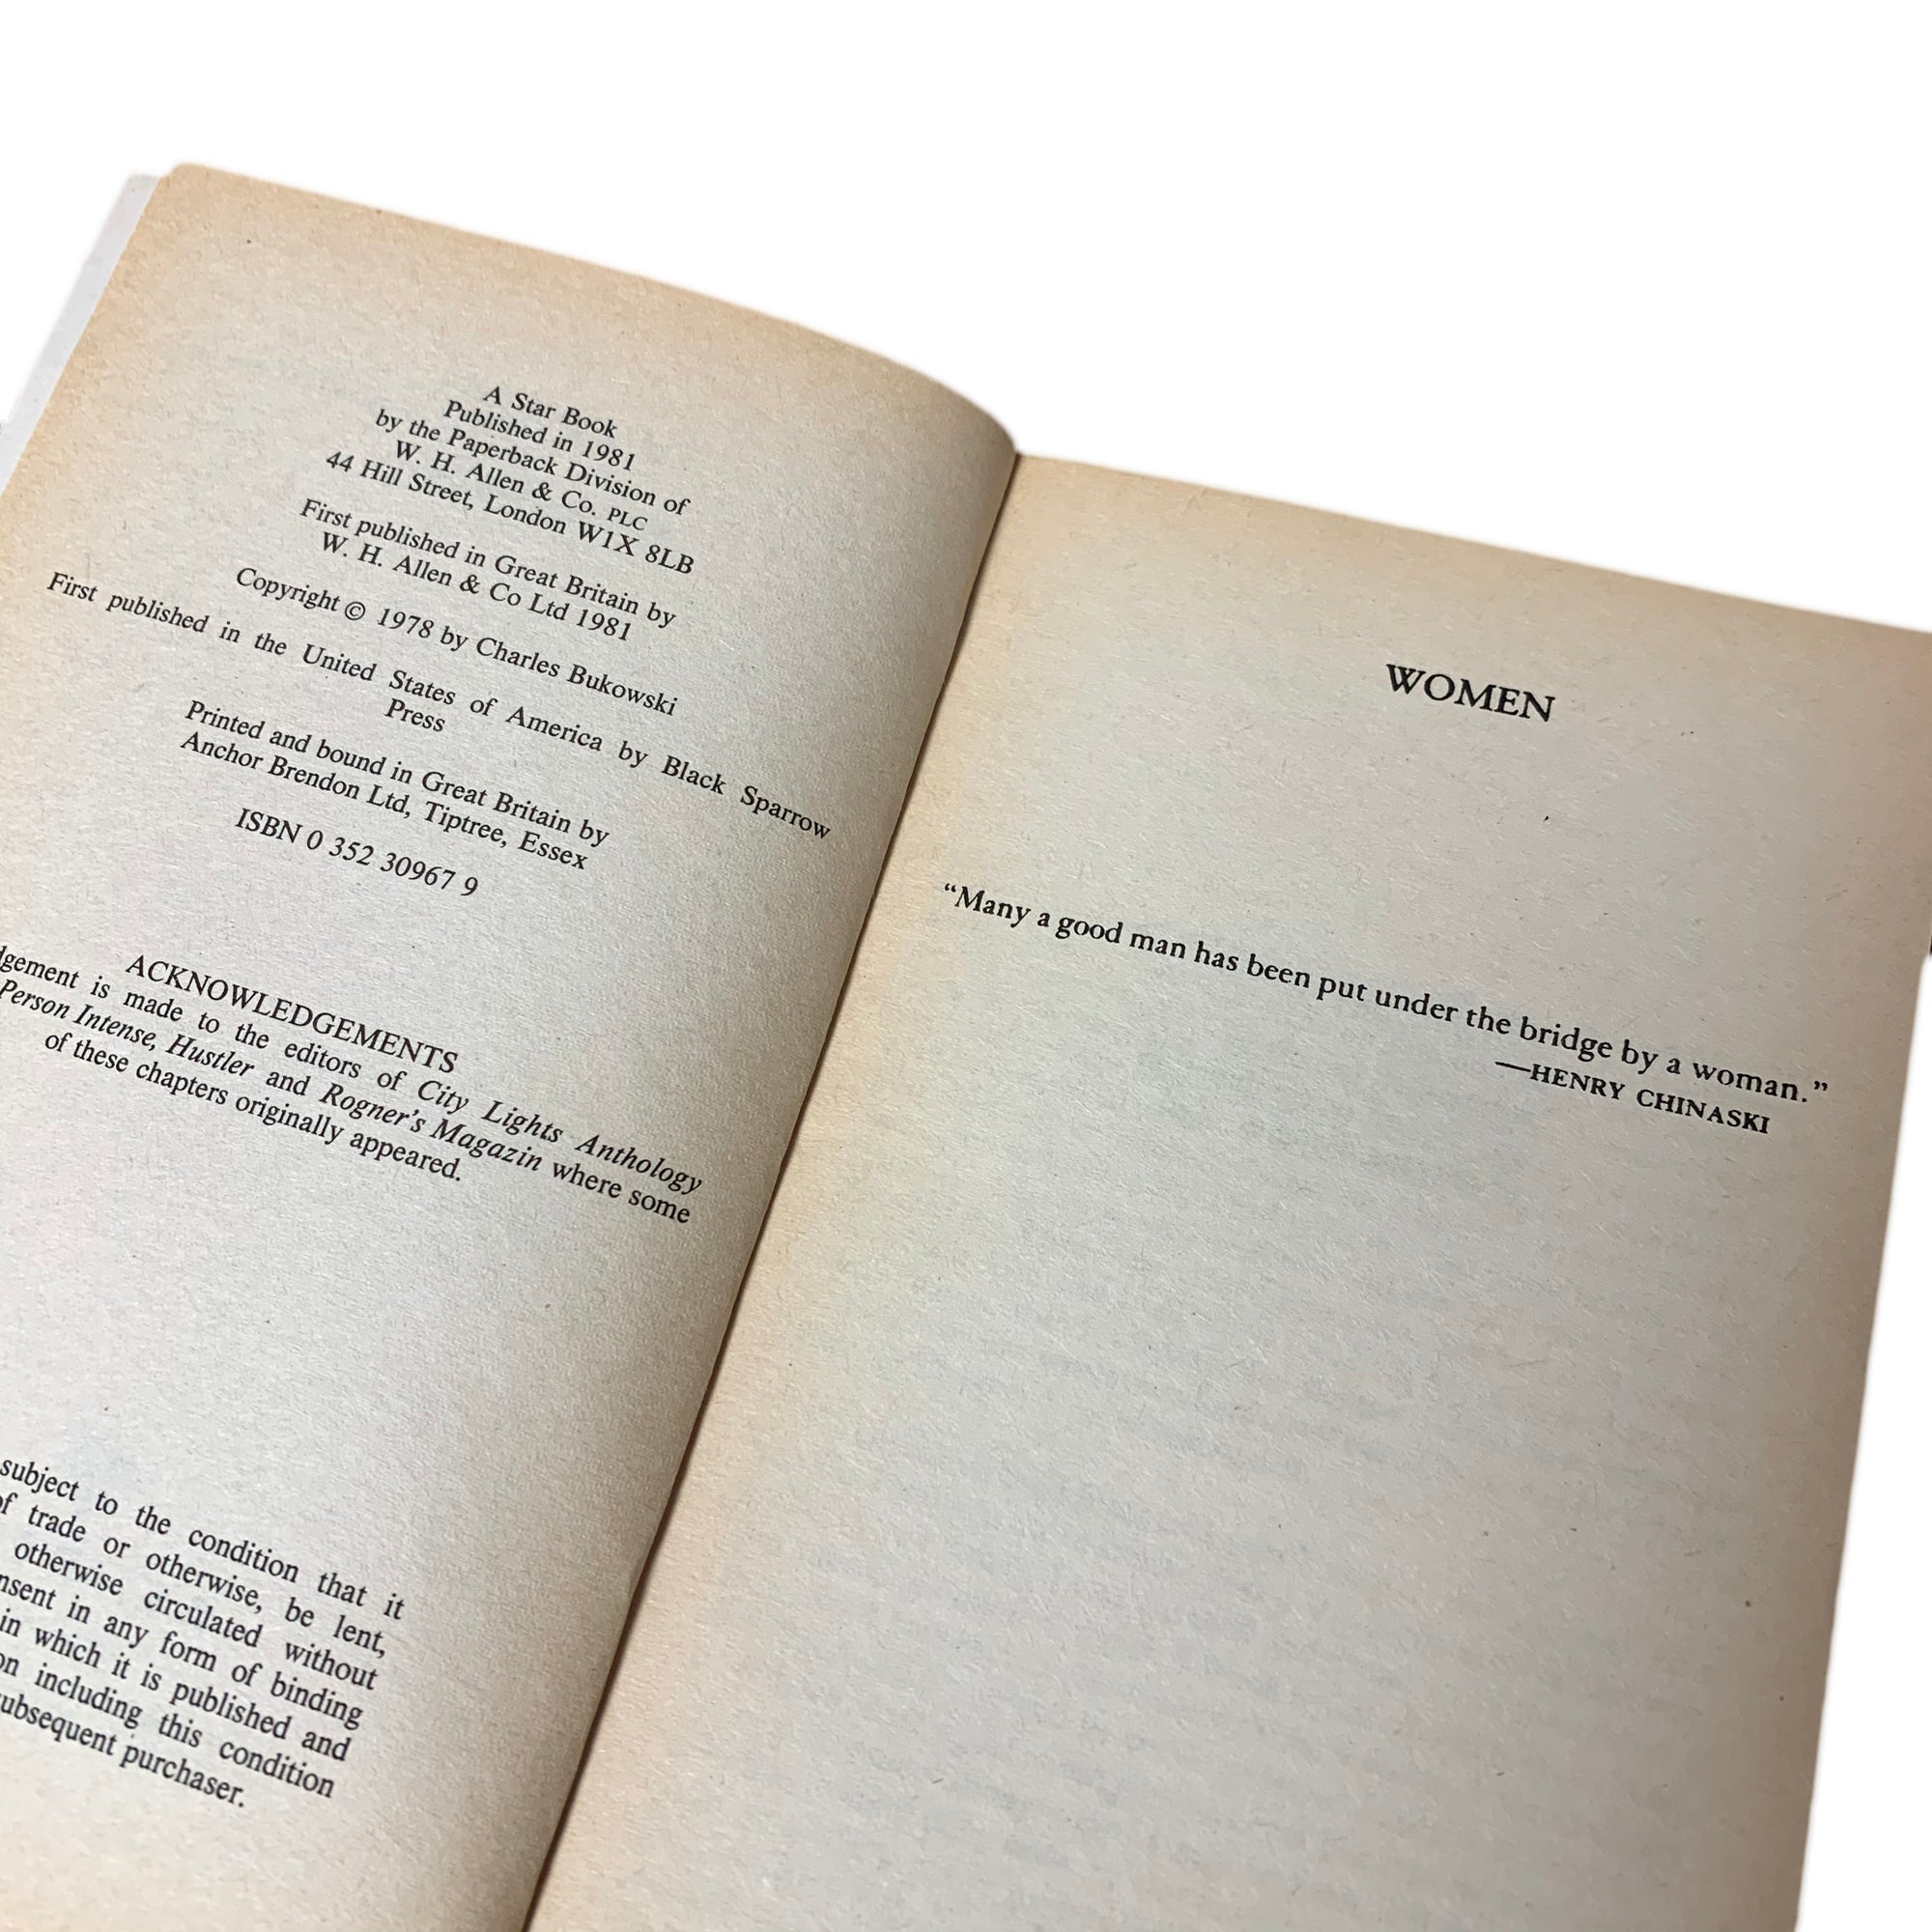 A Star Book
Published in 1981
by the Paperback Division of
W. H. Allen & Co. PLC
44 Hill Street, London W1X 8LB
First published in Great Britain by
W. H. Allen & Co Ltd 1981
Copyright © 1978 by Charles Bukowski
First published in the United States of America by Black Sparrow
Press
Printed and bound in Great Britain by
Anchor Brendon Ltd, Tiptree, Essex
ISBN 0 352 30967 9
ACKNOWLEDGEMENTS
is made to the editors of City Lights Anthology
Person Intense, Hustler and Rogner's Magazin where some
of these chapters originally appeared.
subject to the condition that it
of trade or otherwise, be lent,
otherwise circulated without
in any form of binding
in which it is published and
including this condition
subsequent purchaser.
WOMEN
“Many a good man has been put under the bridge by a woman.”
—HENRY CHINASKI